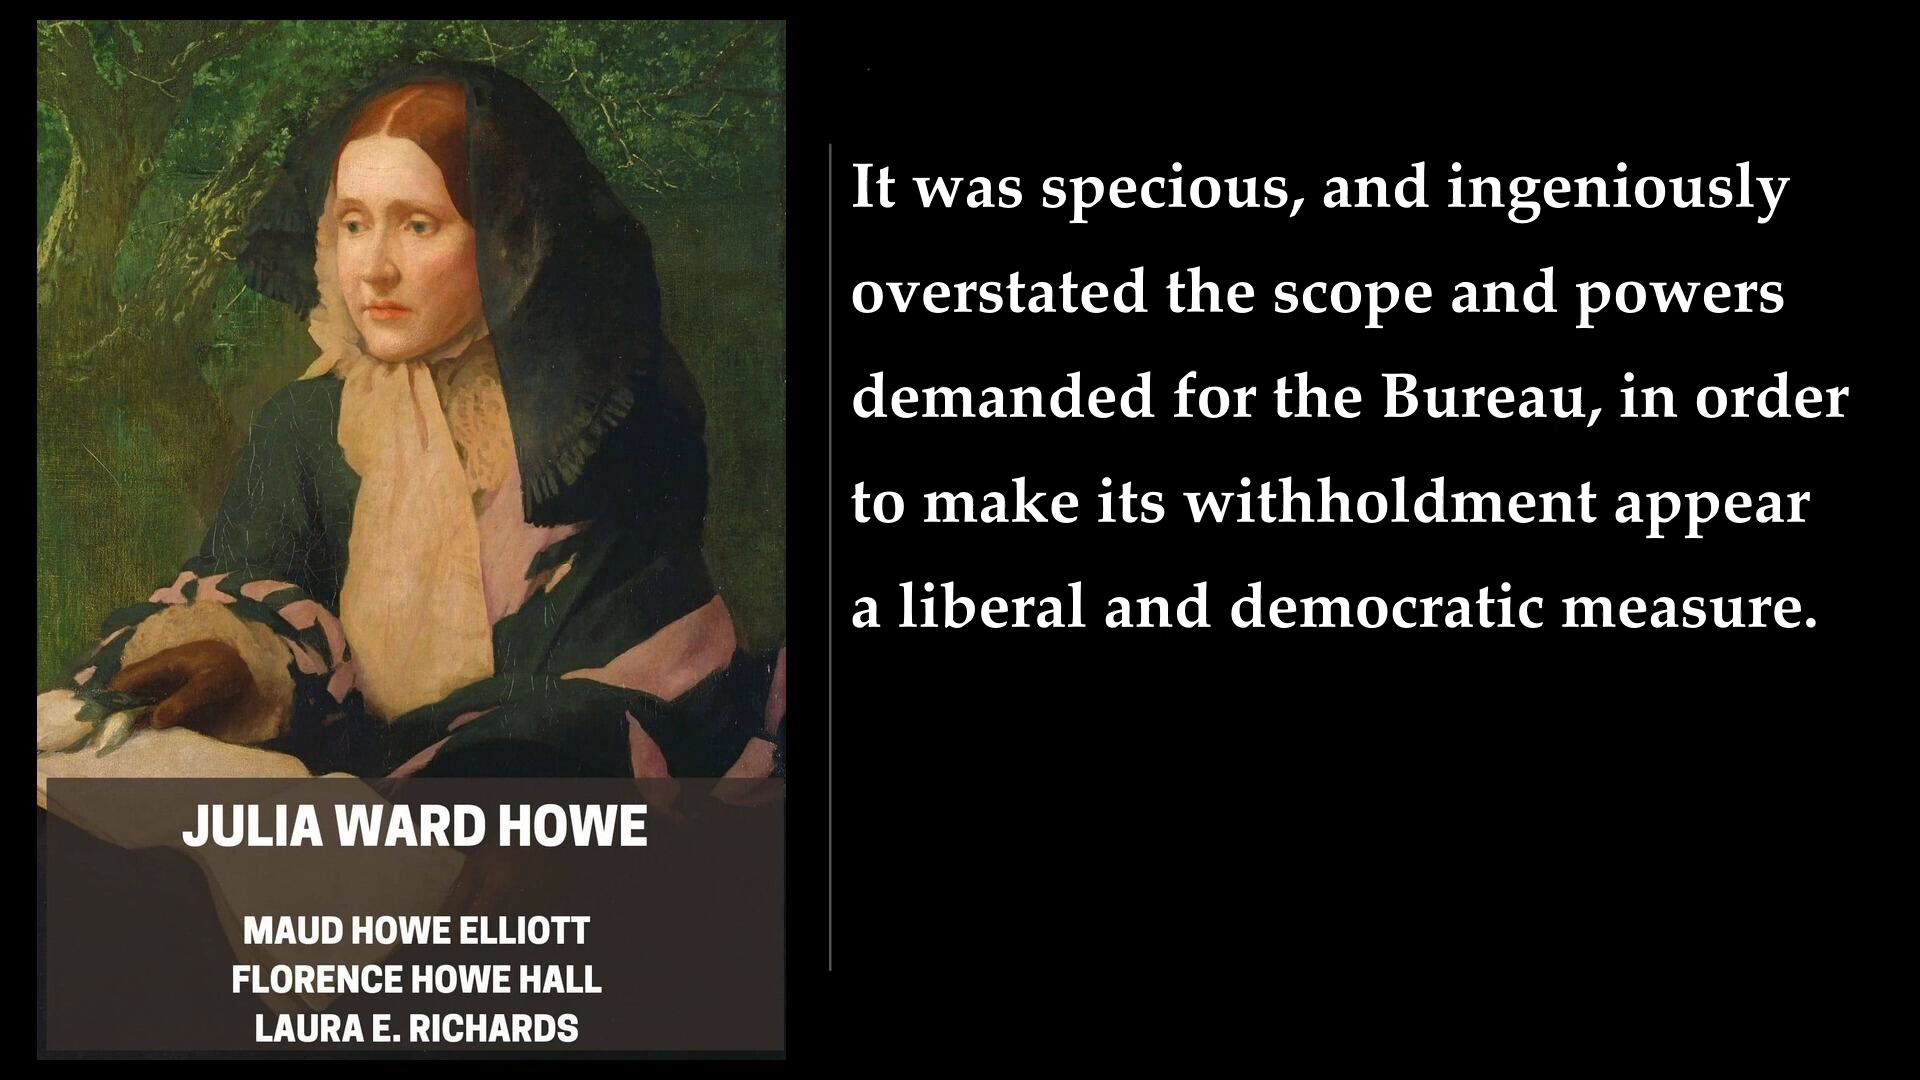 JULIA WARD HOWE
MAUD HOWE ELLIOTT
FLORENCE HOWE HALL
LAURA E. RICHARDS
It was specious, and ingeniously
overstated the scope and powers
demanded for the Bureau, in order
to make its withholdment appear
a liberal and democratic measure.